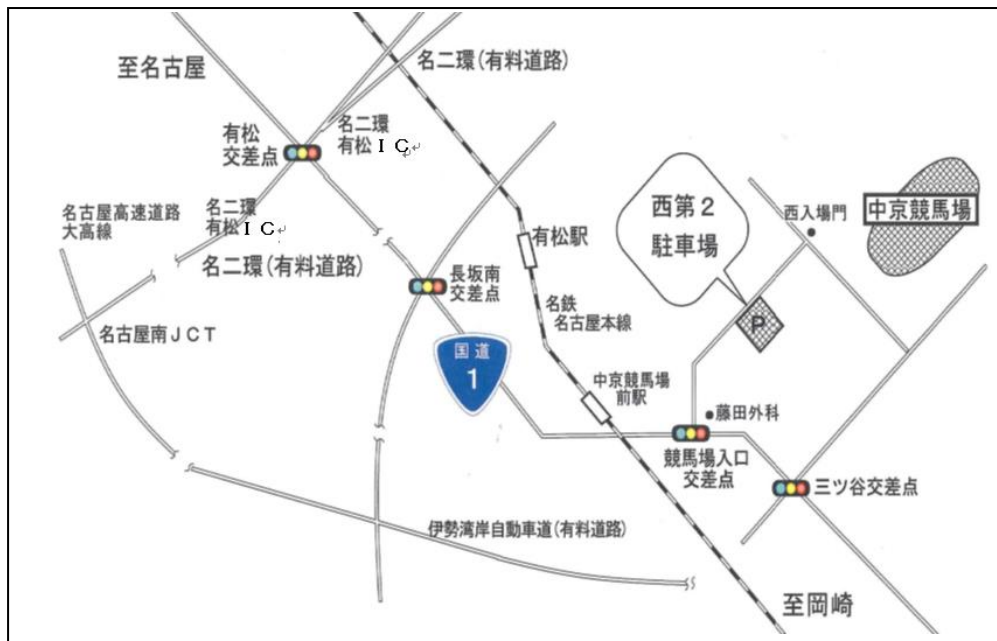 至名古屋
名二環(有料道路)
有松
交差点
名二環
有松ＩＣ
名古屋高速道路
大高線
名二環
有松ＩＣ
名二環(有料道路)
名古屋南ＪＣＴ
長坂南
交差点
国道
1
有松駅
名鉄
名古屋本線
西第２
駐車場
西入場門
中京競馬場
P
中京競馬場
前駅
藤田外科
競馬場入口
交差点
三ツ谷交差点
伊勢湾岸自動車道(有料道路)
至岡崎